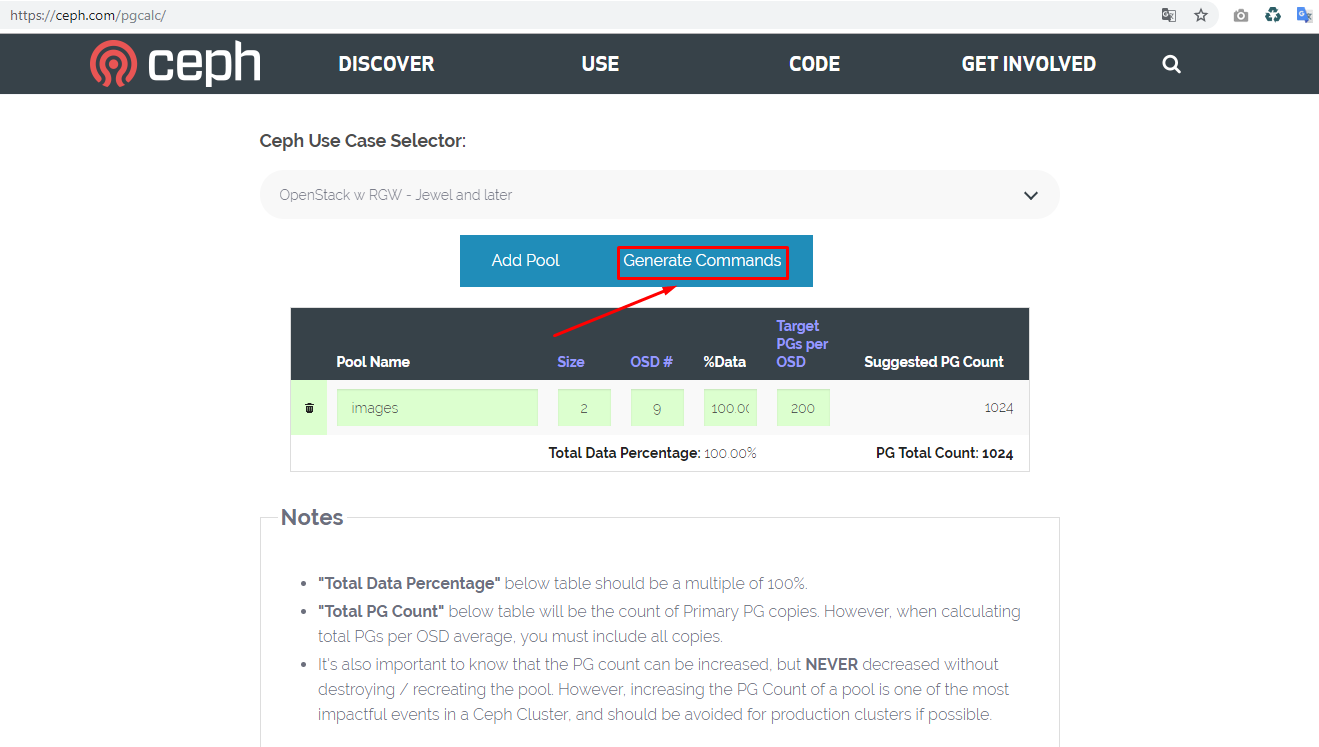 https://ceph.com/pgcalc/
ceph DISCOVER USE CODE GET INVOLVED
Ceph Use Case Selector:
OpenStack w RGW - Jewel and later
Add Pool Generate Commands
Target
PGs per
Pool Name Size OSD # %Data OSD Suggested PG Count
images 2 9 100.00 200 1024
Total Data Percentage: 100.00% PG Total Count: 1024
Notes
• "Total Data Percentage" below table should be a multiple of 100%.
• "Total PG Count" below table will be the count of Primary PG copies. However, when calculating
total PGs per OSD average, you must include all copies.
• It's also important to know that the PG count can be increased, but NEVER decreased without
destroying / recreating the pool. However, increasing the PG Count of a pool is one of the most
impactful events in a Ceph Cluster, and should be avoided for production clusters if possible.